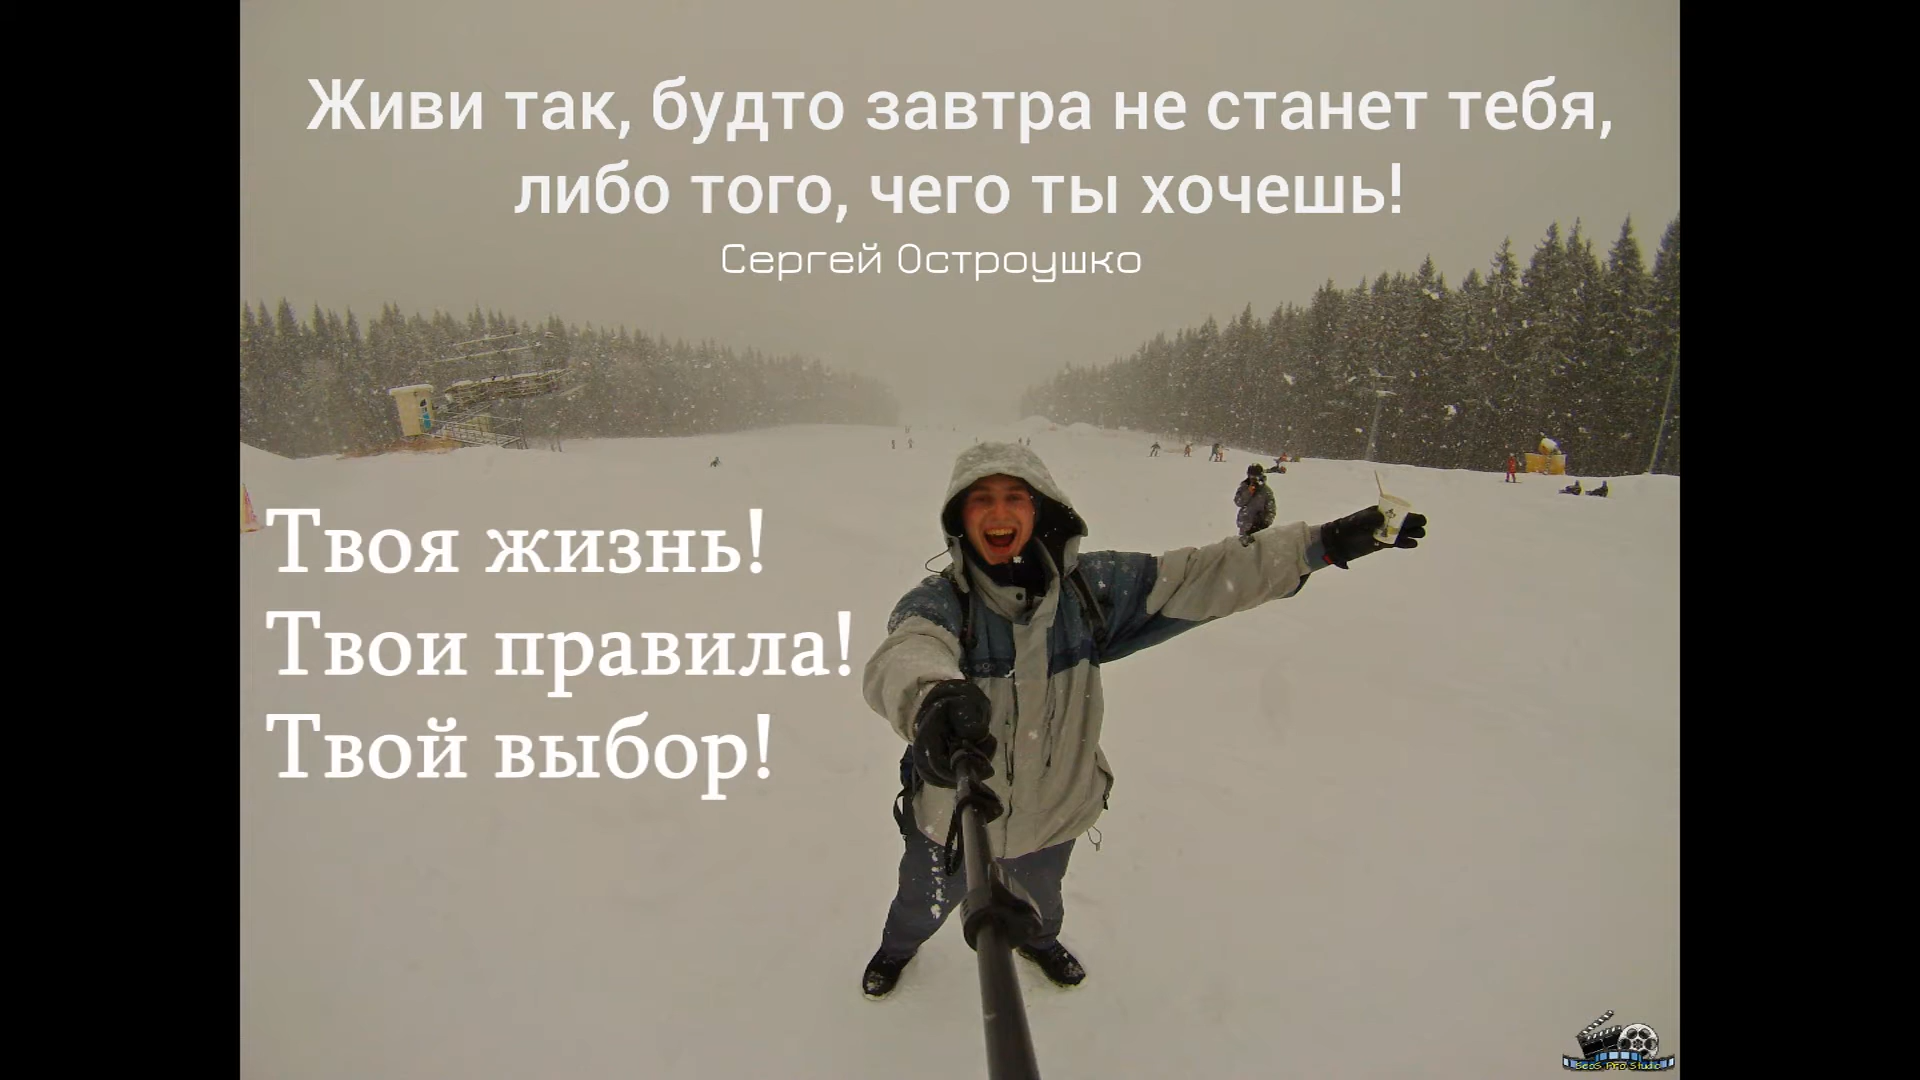 Живи так, будто завтра не станет тебя,
либо того, чего ты хочешь!
Сергей Остроушко
Твоя жизнь!
Твои правила!
Твой выбор!